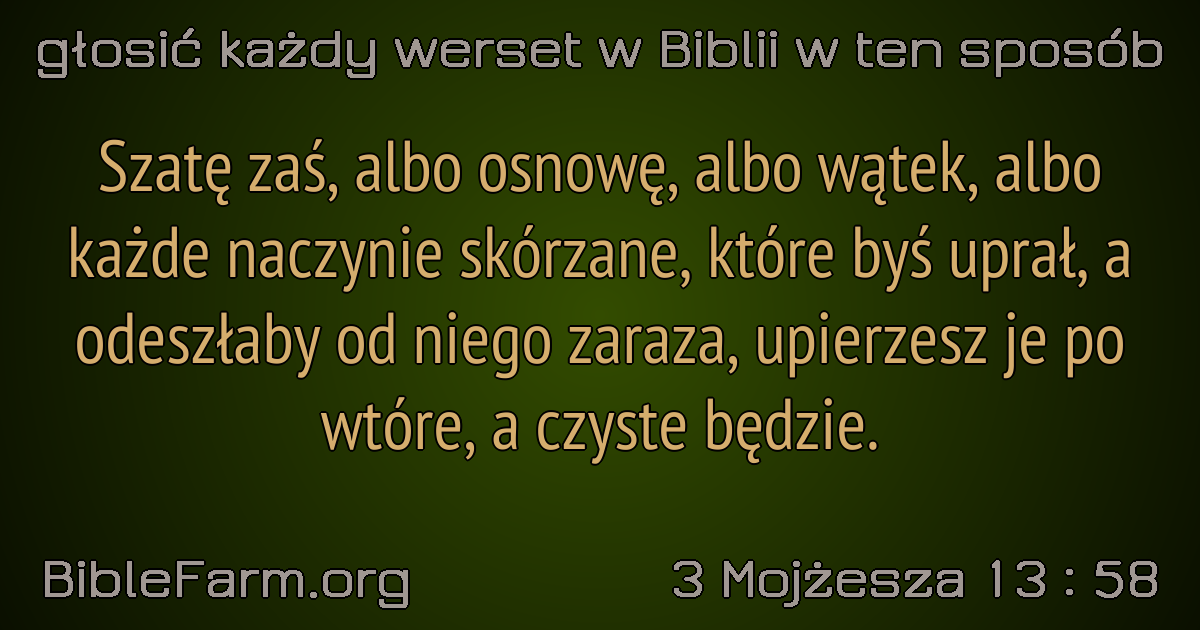 głosić każdy werset w Biblii w ten sposób
Szatę zaś, albo osnowę, albo wątek, albo
każde naczynie skórzane, które byś uprał, a
odeszłaby od niego zaraza, upierzesz je po
wtóre, a czyste będzie.
BibleFarm.org
3 Mojżesza 13 : 58